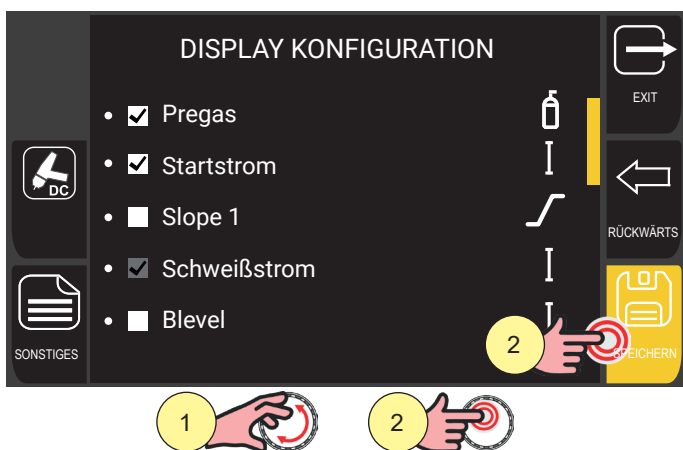 DISPLAY KONFIGURATION
EXIT
Pregas
Startstrom
DC
Slope 1
RÜCKWÄRTS
Schweißstrom
Blevel
2
SONSTIGES
SPEICHERN
1
2